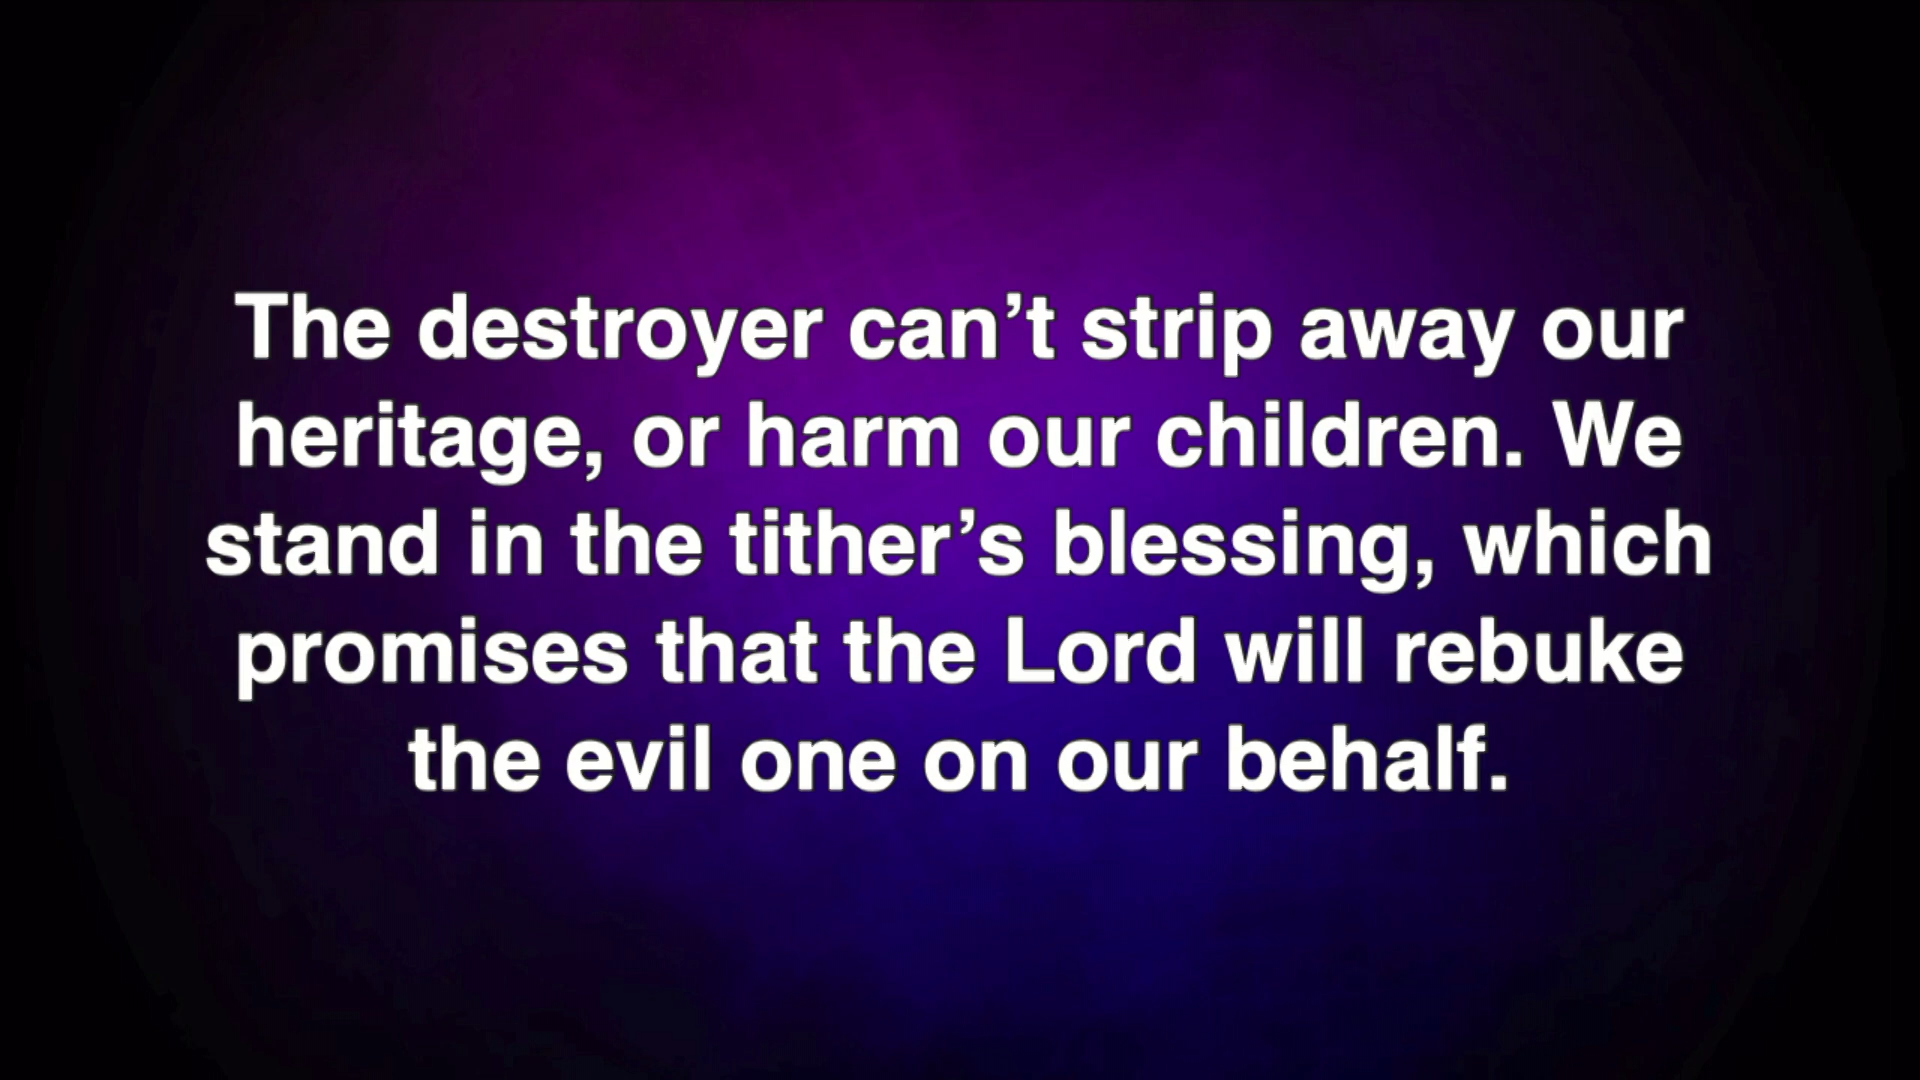 The destroyer can’t strip away our
heritage, or harm our children. We
stand in the tither’s blessing, which
promises that the Lord will rebuke
the evil one on our behalf.